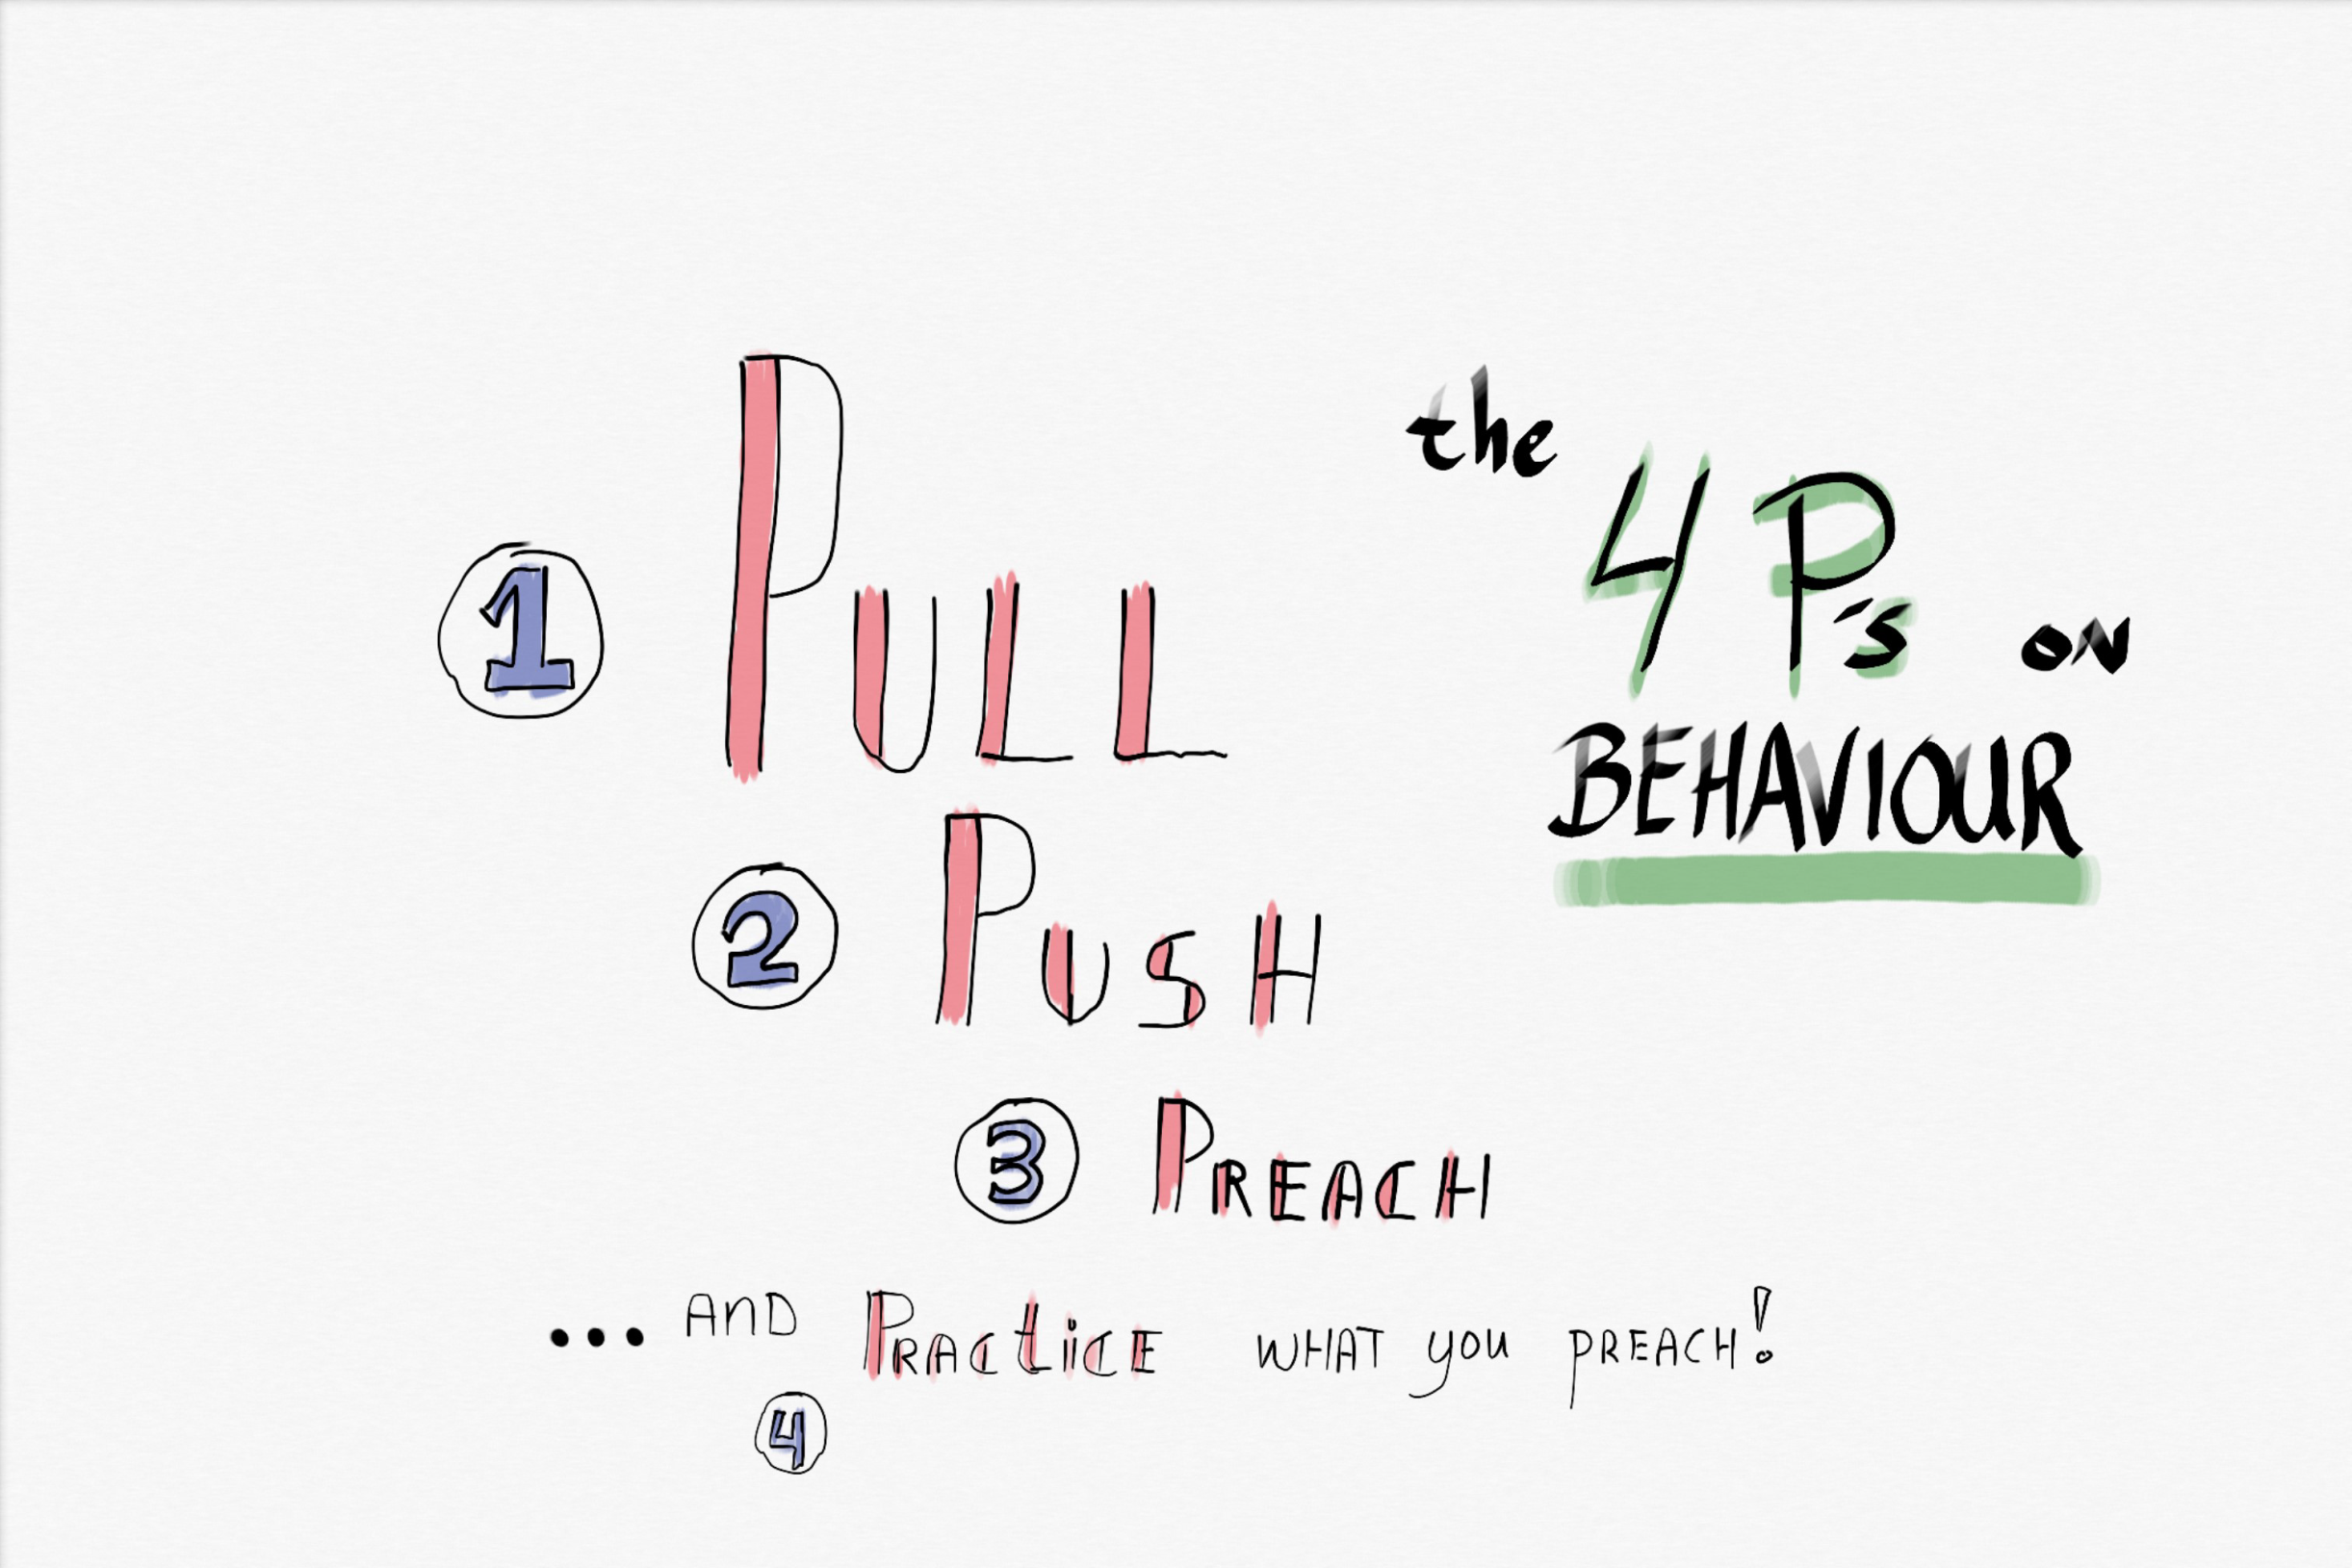 the
4 P's on
BEHAVIOUR
1 PULL
2 PUSH
3 PREACH
... AND PRACtiCE WHAT you PREACH!
4